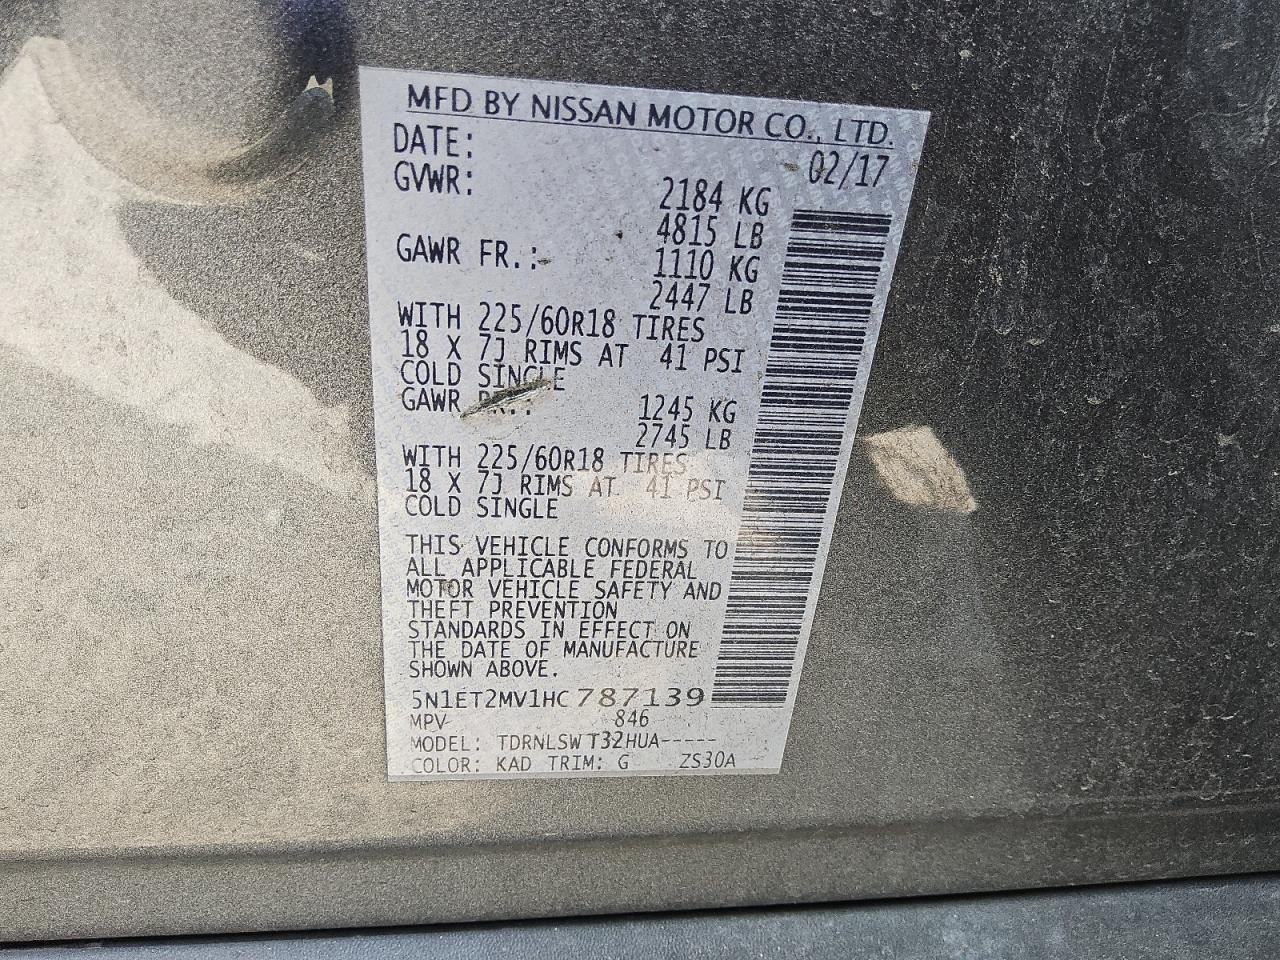 MFD BY NISSAN MOTOR CO., LTD.
DATE: 02/17
GVWR: 2184 KG
4815 LB
GAWR FR.: 1110 KG
2447 LB
WITH 225/60R18 TIRES
18 X 7J RIMS AT 41 PSI
COLD SINGLE
GAWR 1245 KG
2745 LB
WITH 225/60R18 TIRES
18 X 7J RIMS AT 41 PSI
COLD SINGLE
THIS VEHICLE CONFORMS TO
ALL APPLICABLE FEDERAL
MOTOR VEHICLE SAFETY AND
THEFT PREVENTION
STANDARDS IN EFFECT ON
THE DATE OF MANUFACTURE
SHOWN ABOVE.
5N1ET2MV1HC787139
MPV 846
MODEL: TDRNLSWT32HUA-----
COLOR: KAD TRIM: G ZS30A